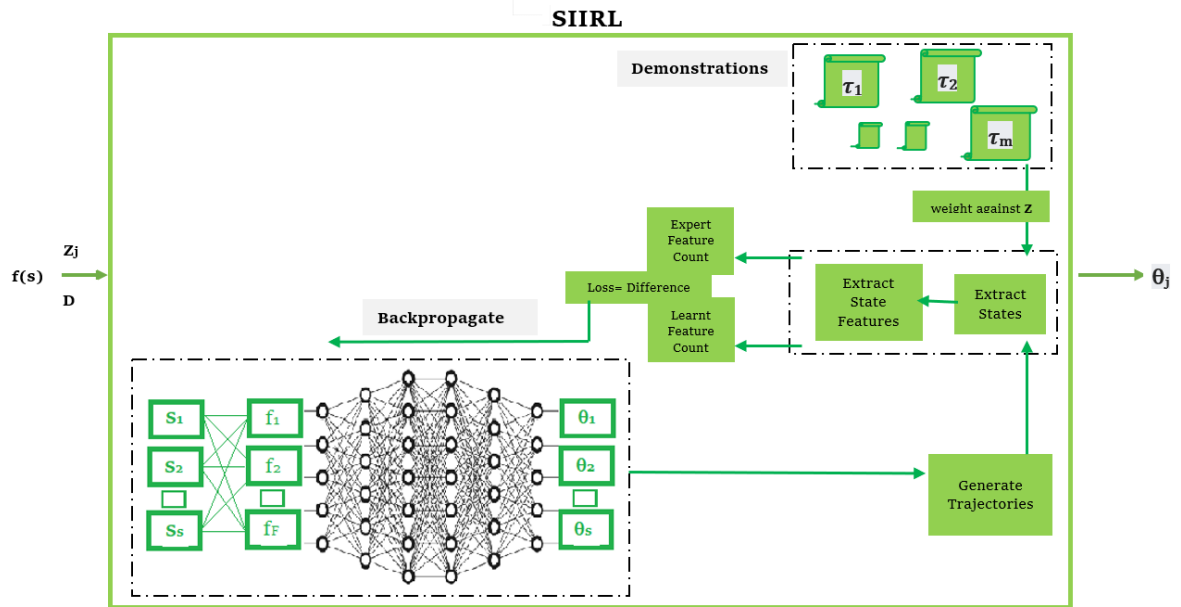 SIIRL
Demonstrations
τ1
τ2
τm
weight against Z
Expert
Feature
Count
Extract
State
Features
Extract
States
Zj
f(s)
D
θj
Loss= Difference
Learnt
Feature
Count
Backpropagate
S1
f1
θ1
S2
f2
θ2
Ss
fF
θs
Generate
Trajectories